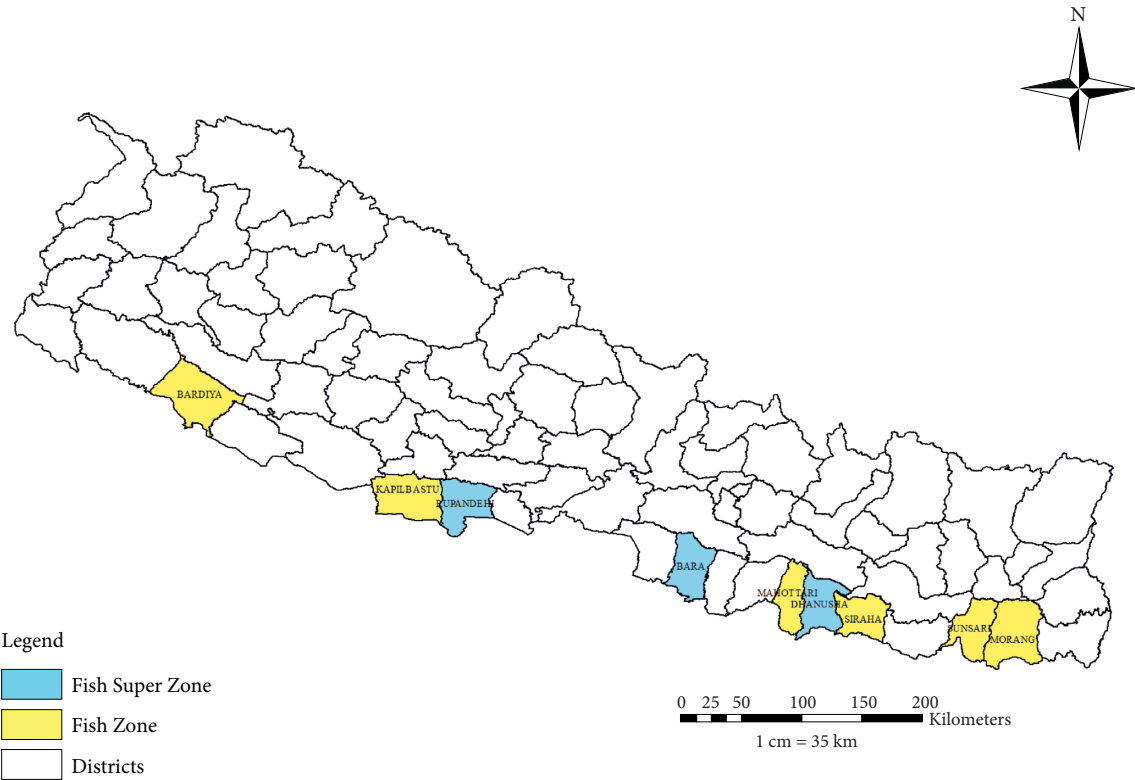 N
BARDIYA
KAPILBASTU
RUPANDEHI
BARA
MAHOTTARI
DHANUSHA
SIRAHA
SUNSARI
MORANG
Legend
Fish Super Zone
Fish Zone
Districts
0 25 50 100 150 200
Kilometers
1 cm = 35 km